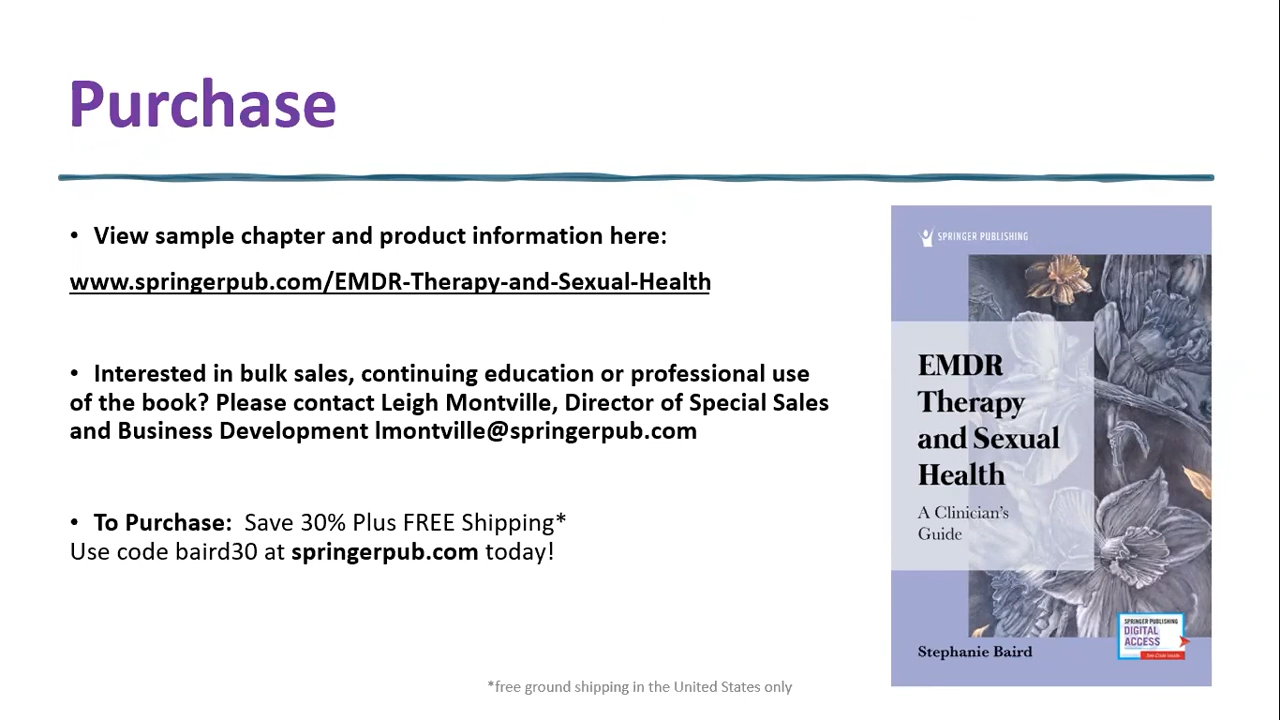 Purchase
• View sample chapter and product information here:
www.springerpub.com/EMDR-Therapy-and-Sexual-Health
• Interested in bulk sales, continuing education or professional use
of the book? Please contact Leigh Montville, Director of Special Sales
and Business Development lmontville@springerpub.com
• To Purchase: Save 30% Plus FREE Shipping*
Use code baird30 at springerpub.com today!
*free ground shipping in the United States only
SPRINGER PUBLISHING
EMDR
Therapy
and Sexual
Health
A Clinician's
Guide
Stephanie Baird
SPRINGER PUBLISHING
DIGITAL
ACCESS